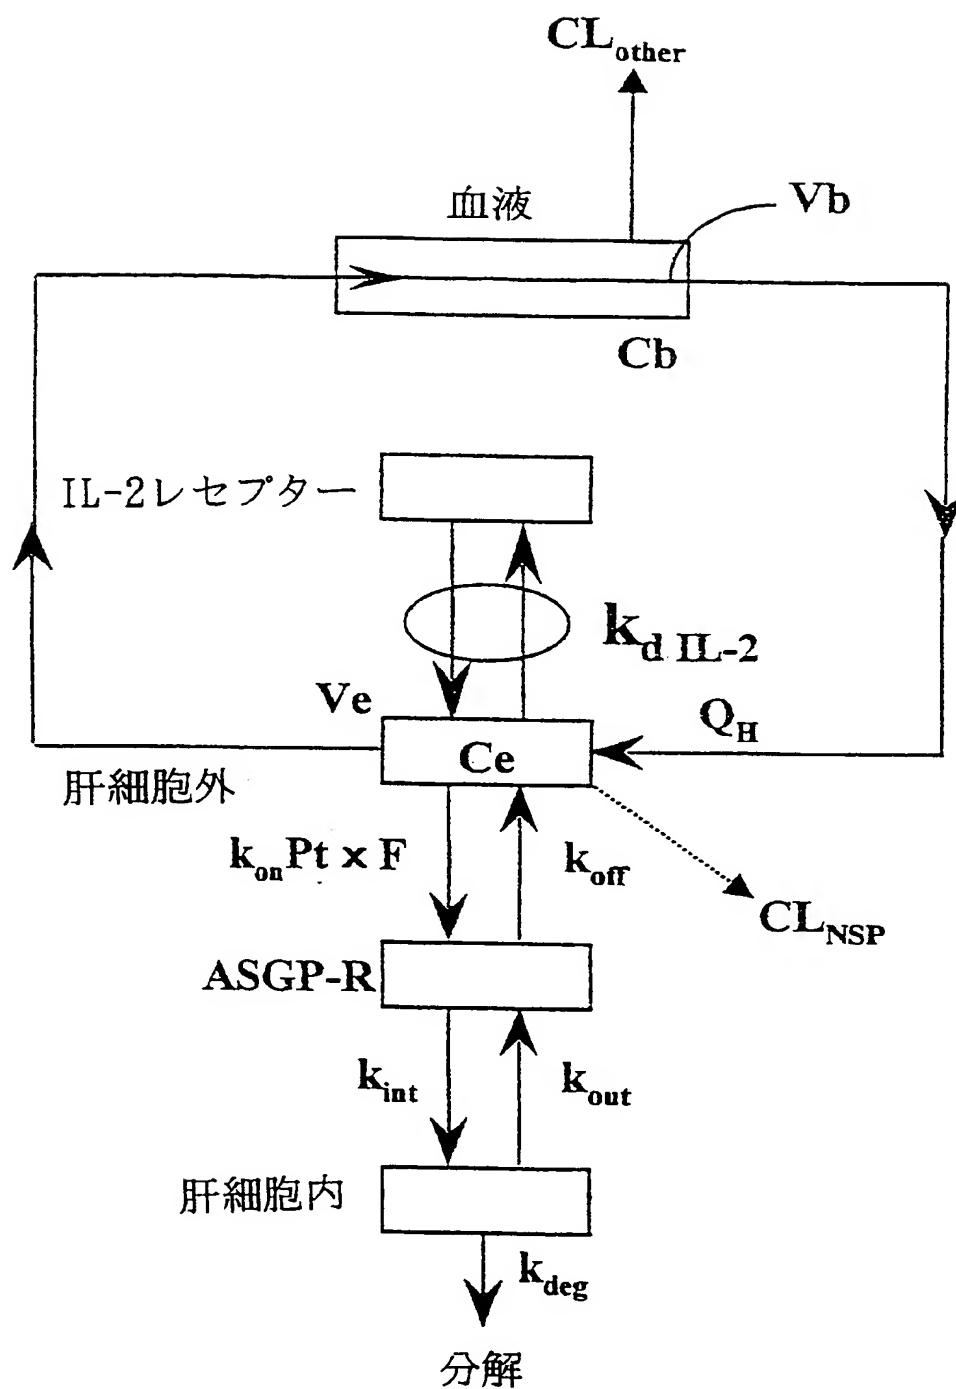 CLother
血液
Vb
Cb
IL-2レセプター
kd IL-2
Ve
QH
Ce
肝細胞外
konPt x F
koff
CLNSP
ASGP-R
kint
kout
肝細胞内
kdeg
分解